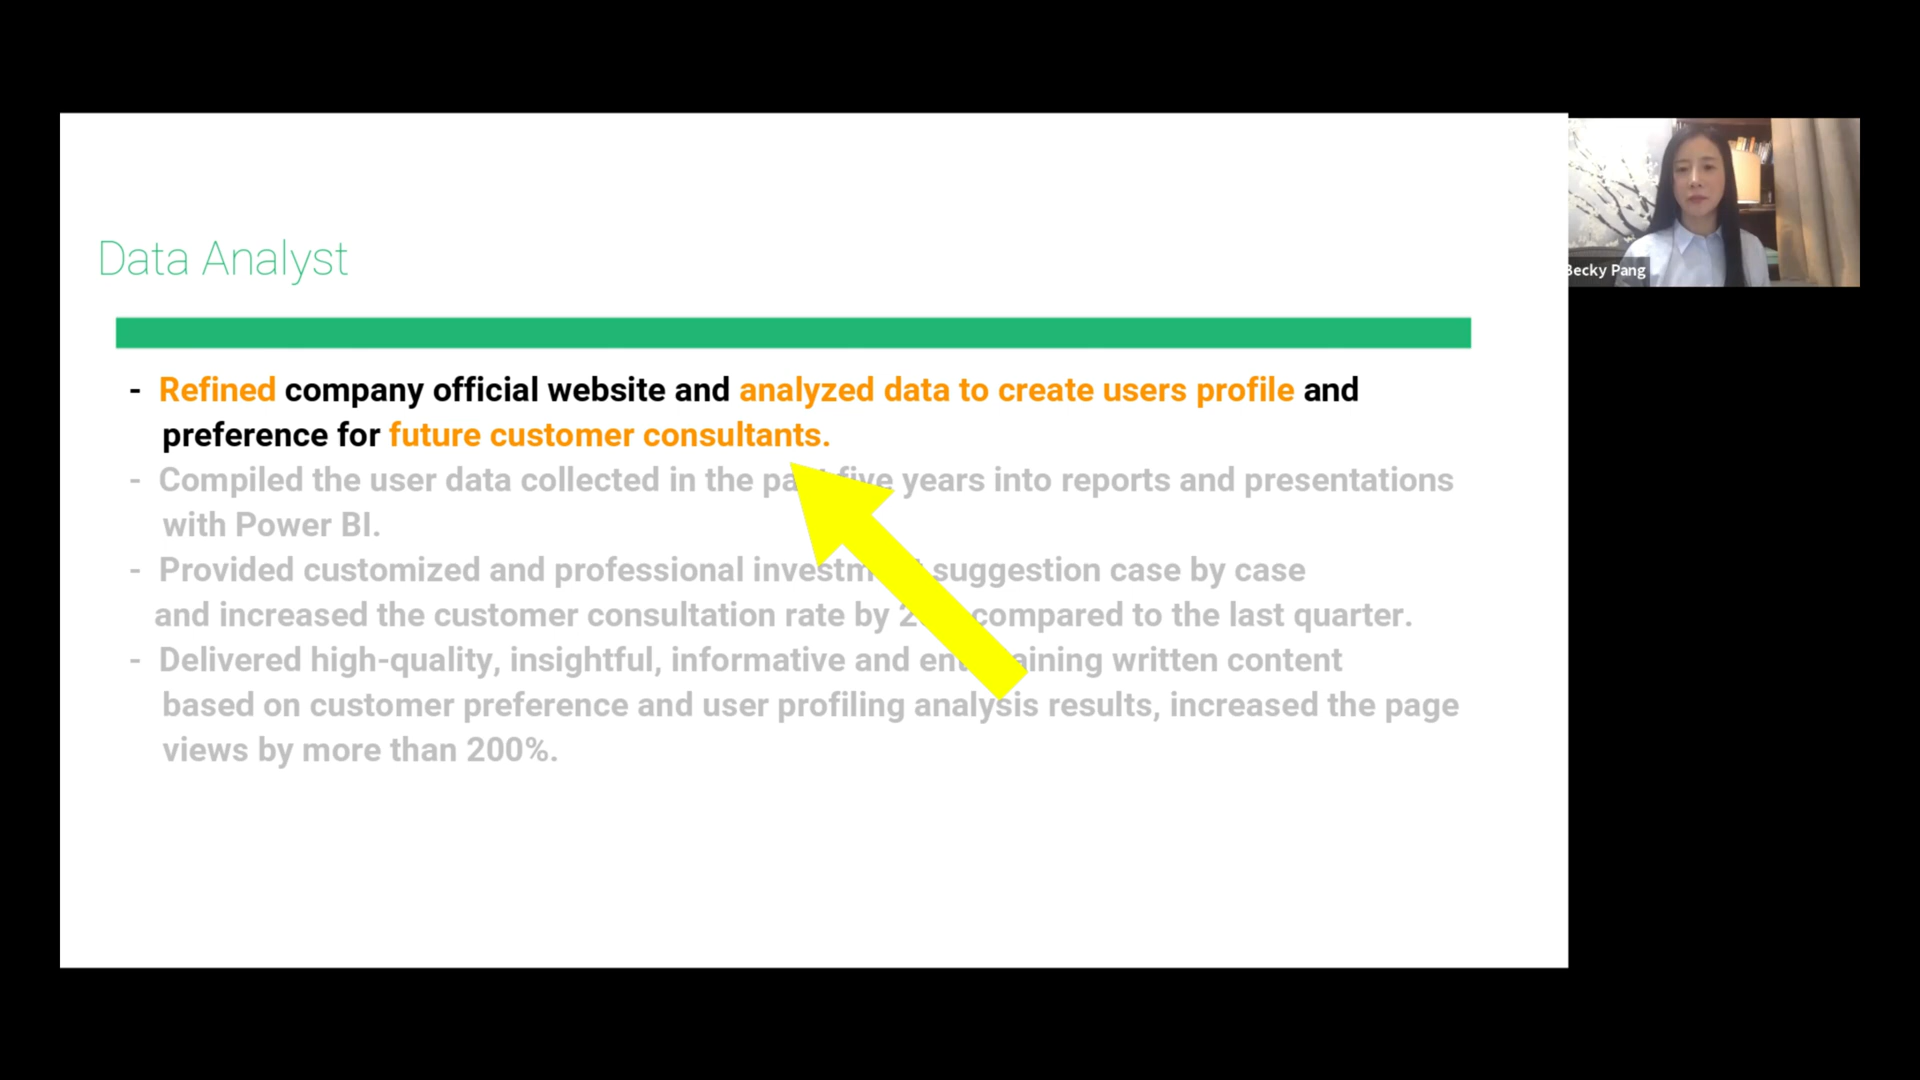 Data Analyst
- Refined company official website and analyzed data to create users profile and
preference for future customer consultants.
- Compiled the user data collected in the past five years into reports and presentations
with Power BI.
- Provided customized and professional investment suggestion case by case
and increased the customer consultation rate by compared to the last quarter.
- Delivered high-quality, insightful, informative and entertaining written content
based on customer preference and user profiling analysis results, increased the page
views by more than 200%.
Becky Pang